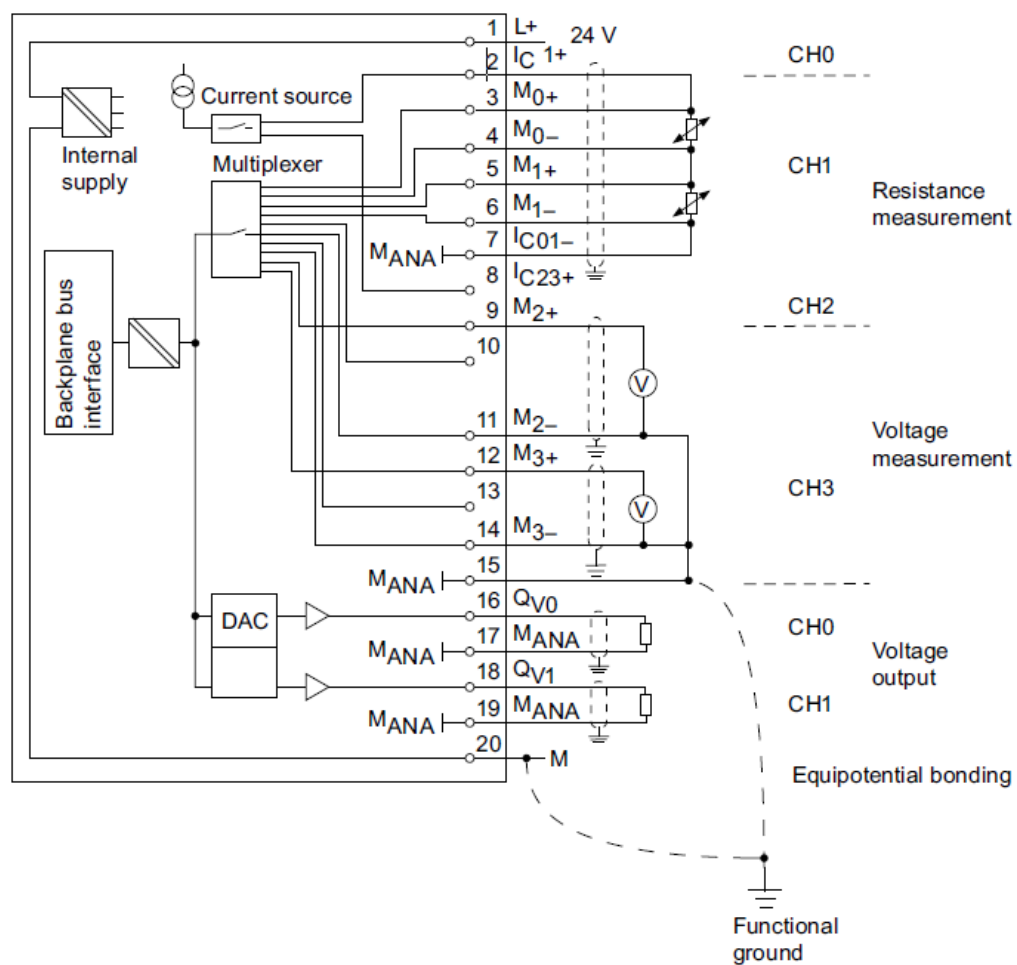 1 L+ 24 V
2 IC 1+ CH0
Current source
3 M0+
4 M0–
Internal
supply
Multiplexer
5 M1+ CH1
Resistance
measurement
6 M1–
7 IC01–
MANA
8 IC23+
9 M2+ CH2
10
Backplane bus
interface
V
11 M2–
Voltage
measurement
12 M3+
13 CH3
V
14 M3–
15
MANA
16 QV0
DAC
CH0
17 MANA
MANA
Voltage
output
18 QV1
19 MANA CH1
MANA
20 M
Equipotential bonding
Functional
ground